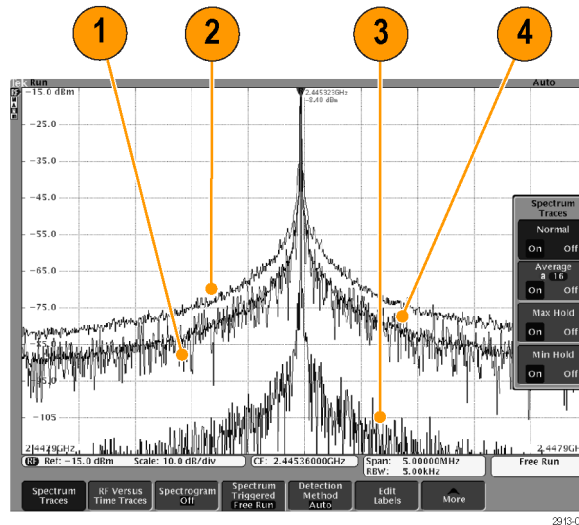 1 2 3 4
Tek Run Auto
-15.0 dBm
2.445323GHz
-8.40 dBm
-25.0
-35.0
-45.0
-55.0
-65.0
-75.0
-95.0
-105
Spectrum
Traces
Normal
On Off
Average
a 16
On Off
Max Hold
On Off
Min Hold
On Off
2.4429GHz 2.4479GHz
RF Ref: -15.0 dBm Scale: 10.0 dB/div
CF: 2.44536000GHz
Span: 5.00000MHz
RBW: 5.00kHz
Free Run
Spectrum
Traces
RF Versus
Time Traces
Spectrogram
Off
Spectrum
Triggered
Free Run
Detection
Method
Auto
Edit
Labels
More